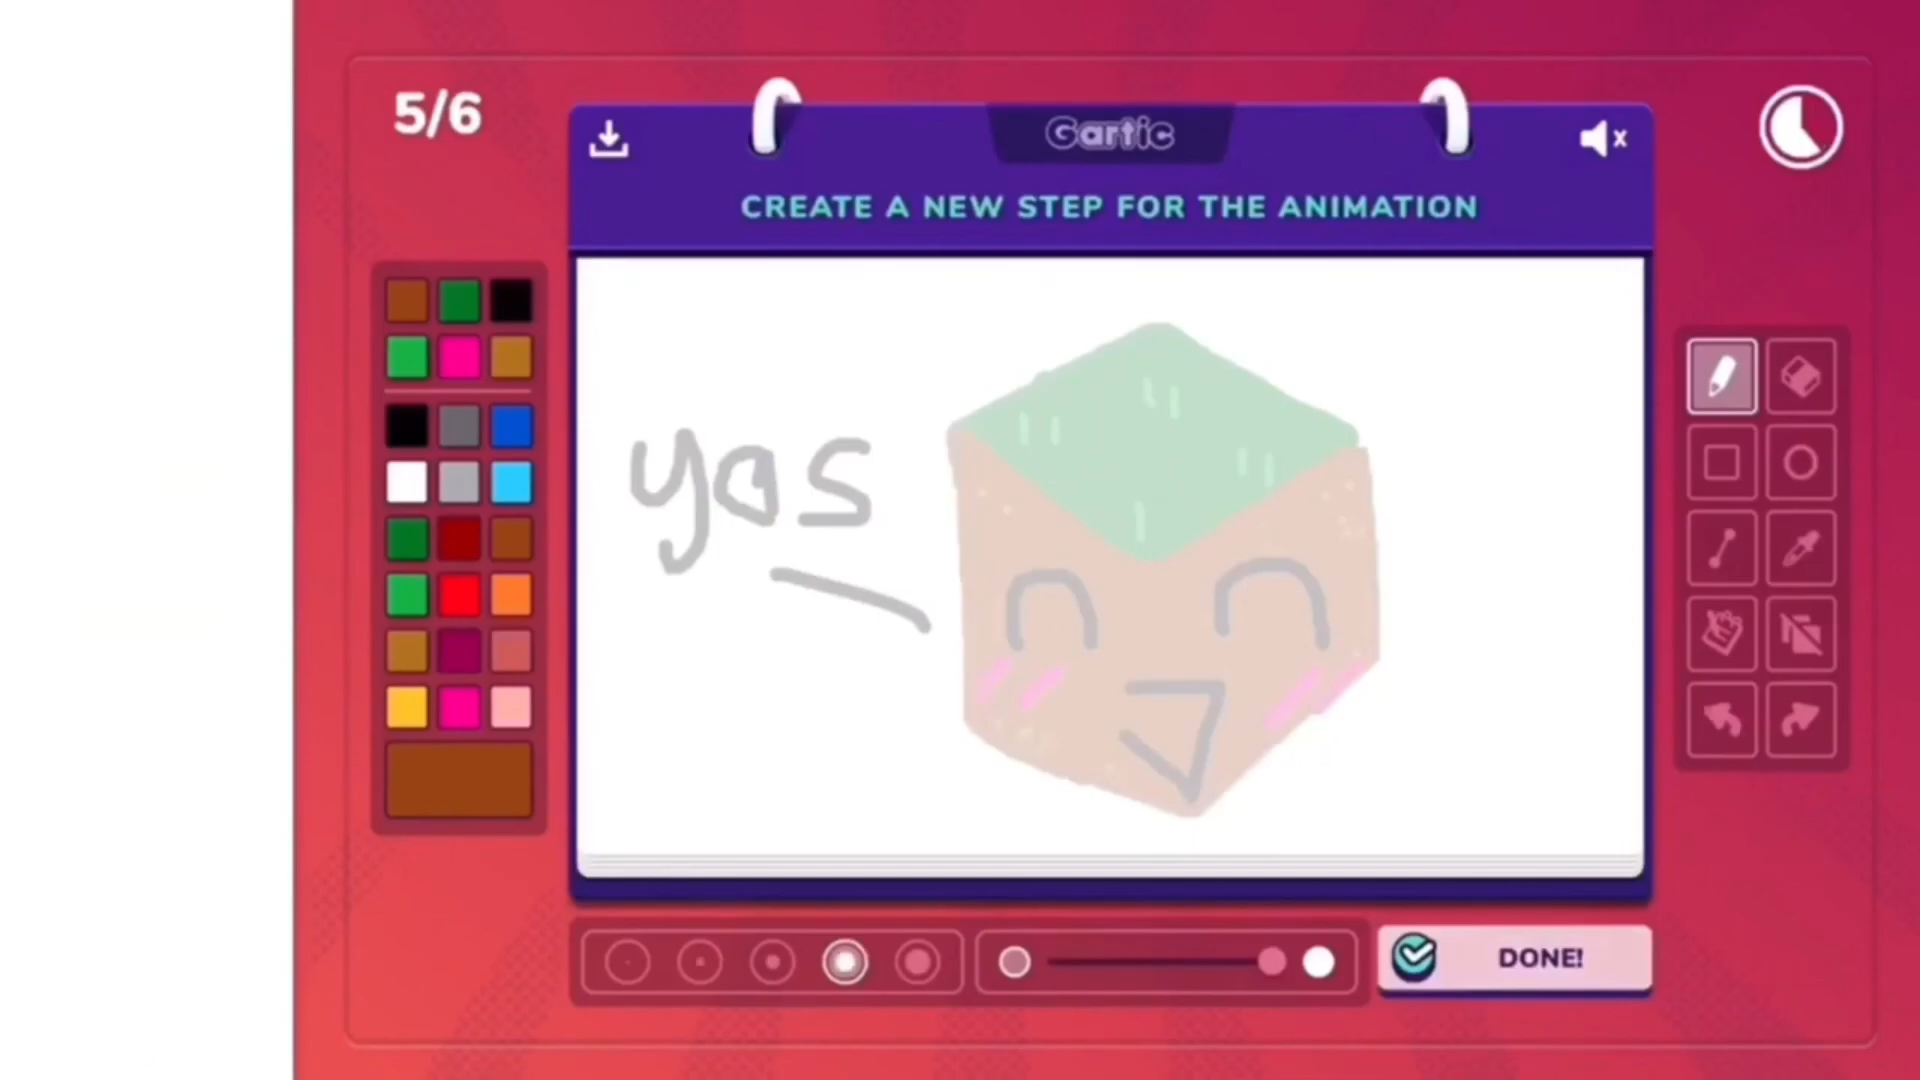 5/6
Gartic
x
CREATE A NEW STEP FOR THE ANIMATION
yas
DONE!